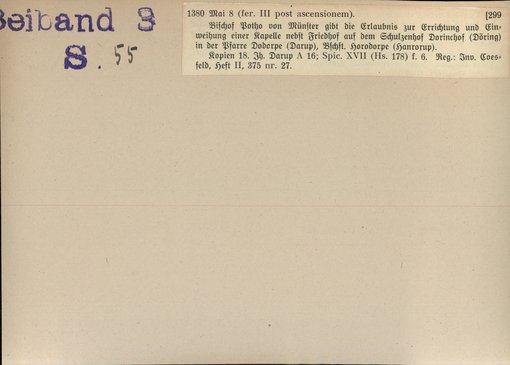 Beiband 3
S. 55
1380 Mai 8 (fer. III post ascensionem). [299
Bischof Potho von Münster gibt die Erlaubnis zur Errichtung und Ein-
weihung einer Kapelle nebst Friedhof auf dem Schulzenhof Dorinchof (Döring)
in der Pfarre Dodorpe (Darup), Bschft. Horodorpe (Hanrorup).
Kopien 18. Jh. Darup A 16; Spic. XVII (Hs. 178) f. 6. Reg.: Inv. Coes-
feld, Heft II, 375 nr. 27.